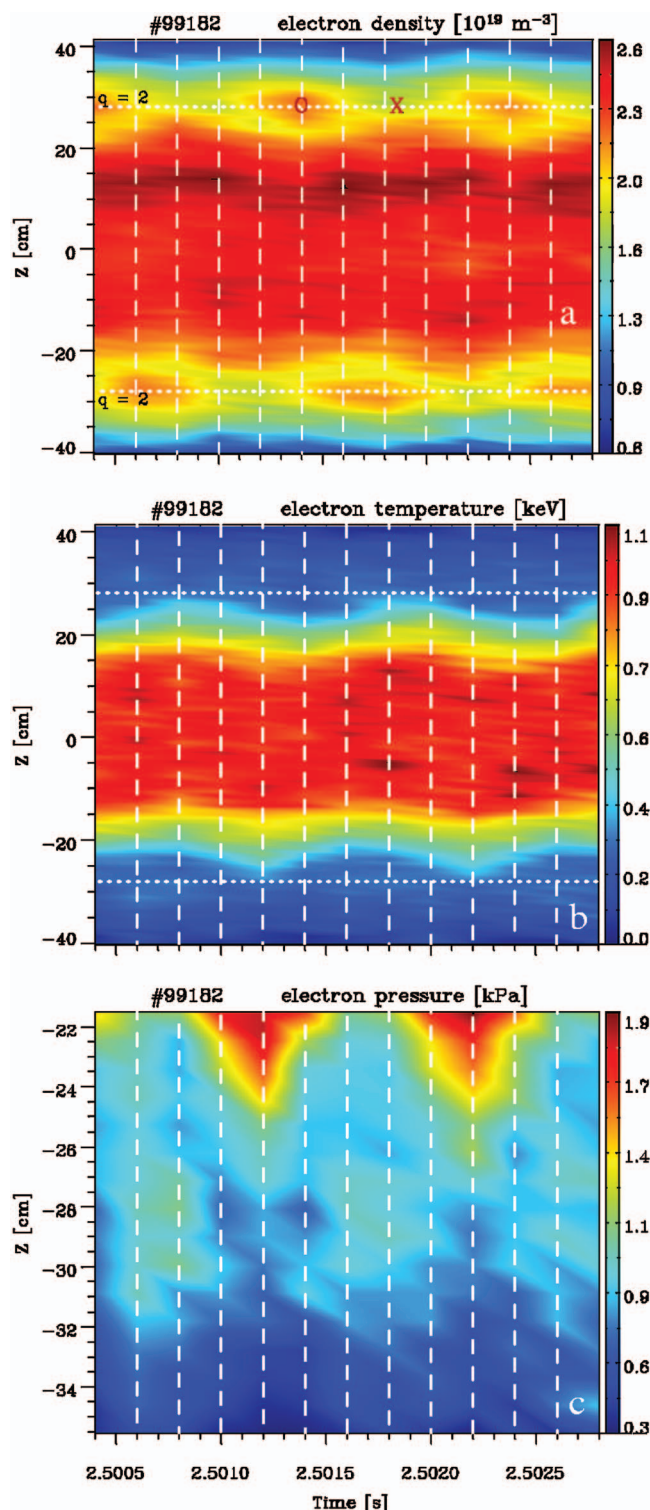 #99182 electron density [10¹⁹ m⁻³]
40
20
0
-20
-40
Z [cm]
q = 2
O
X
q = 2
a
2.6
2.3
2.0
1.6
1.3
0.9
0.6
#99182 electron temperature [keV]
40
20
0
-20
-40
Z [cm]
b
1.1
0.9
0.7
0.6
0.4
0.2
0.0
#99182 electron pressure [kPa]
-22
-24
-26
-28
-30
-32
-34
Z [cm]
c
1.9
1.7
1.4
1.1
0.9
0.6
0.3
2.5005 2.5010 2.5015 2.5020 2.5025
Time [s]